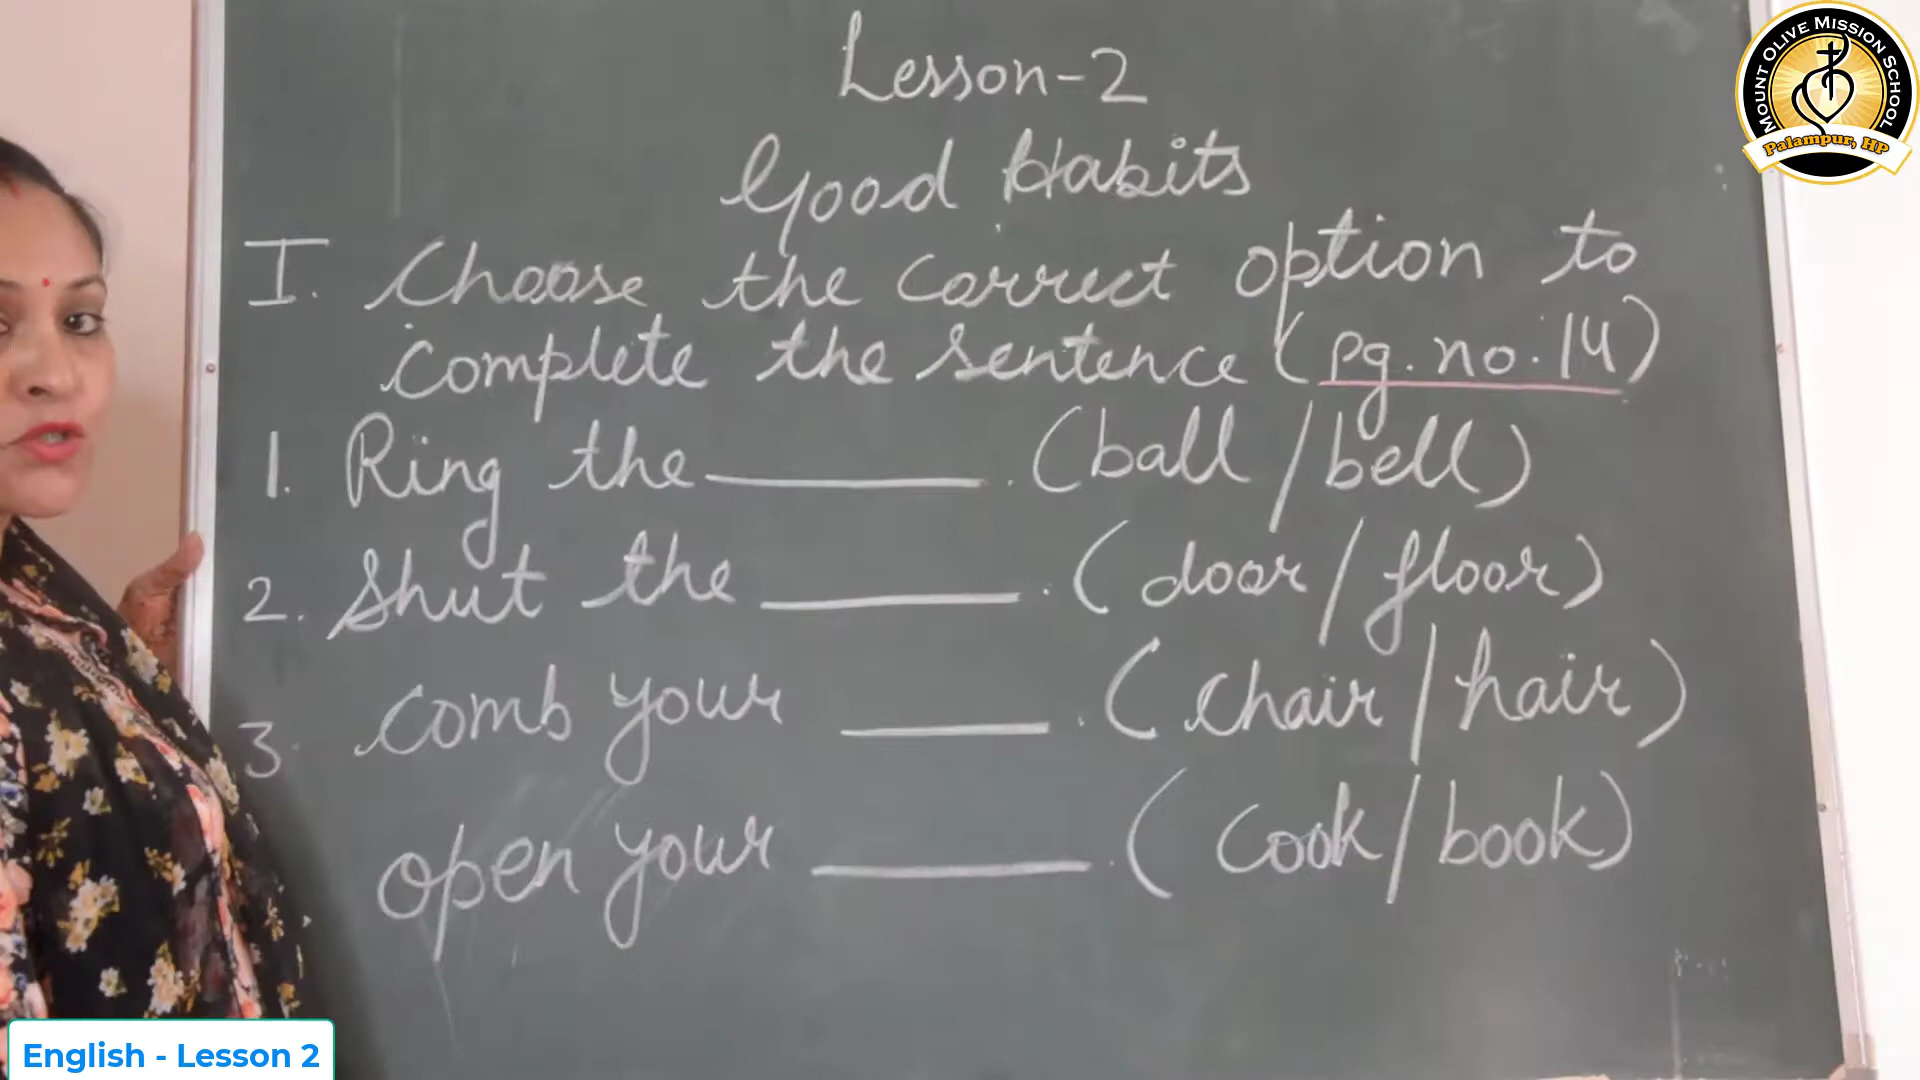 Lesson-2
Good Habits
I. Choose the correct option to
complete the sentence (pg. no. 14)
1. Ring the ______. (ball/bell)
2. Shut the ______. (door/floor)
3. comb your ______. (chair/hair)
open your ______. (cook/book)
MOUNT OLIVE MISSION SCHOOL
Palampur, HP
English - Lesson 2